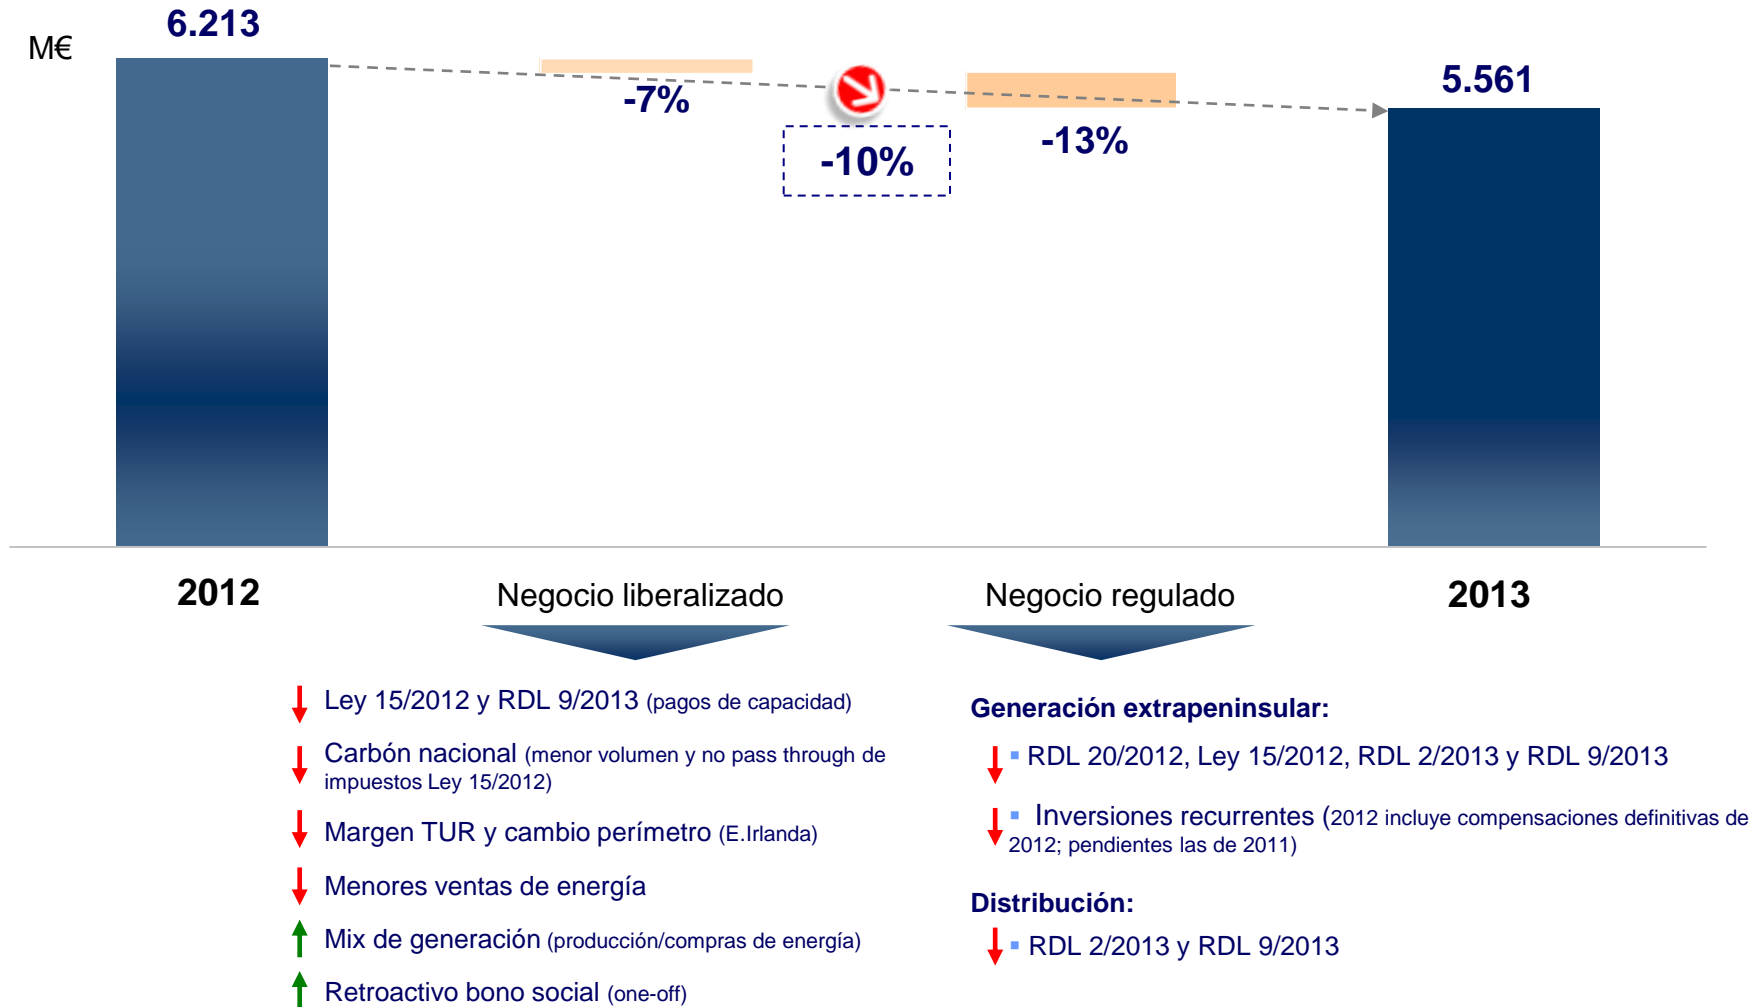 6.213
M€
-7%
-10%
-13%
5.561
2012
Negocio liberalizado
Negocio regulado
2013
Ley 15/2012 y RDL 9/2013 (pagos de capacidad)
Carbón nacional (menor volumen y no pass through de
impuestos Ley 15/2012)
Margen TUR y cambio perímetro (E.Irlanda)
Menores ventas de energía
Mix de generación (producción/compras de energía)
Retroactivo bono social (one-off)
Generación extrapeninsular:
▪ RDL 20/2012, Ley 15/2012, RDL 2/2013 y RDL 9/2013
▪ Inversiones recurrentes (2012 incluye compensaciones definitivas de
2012; pendientes las de 2011)
Distribución:
▪ RDL 2/2013 y RDL 9/2013